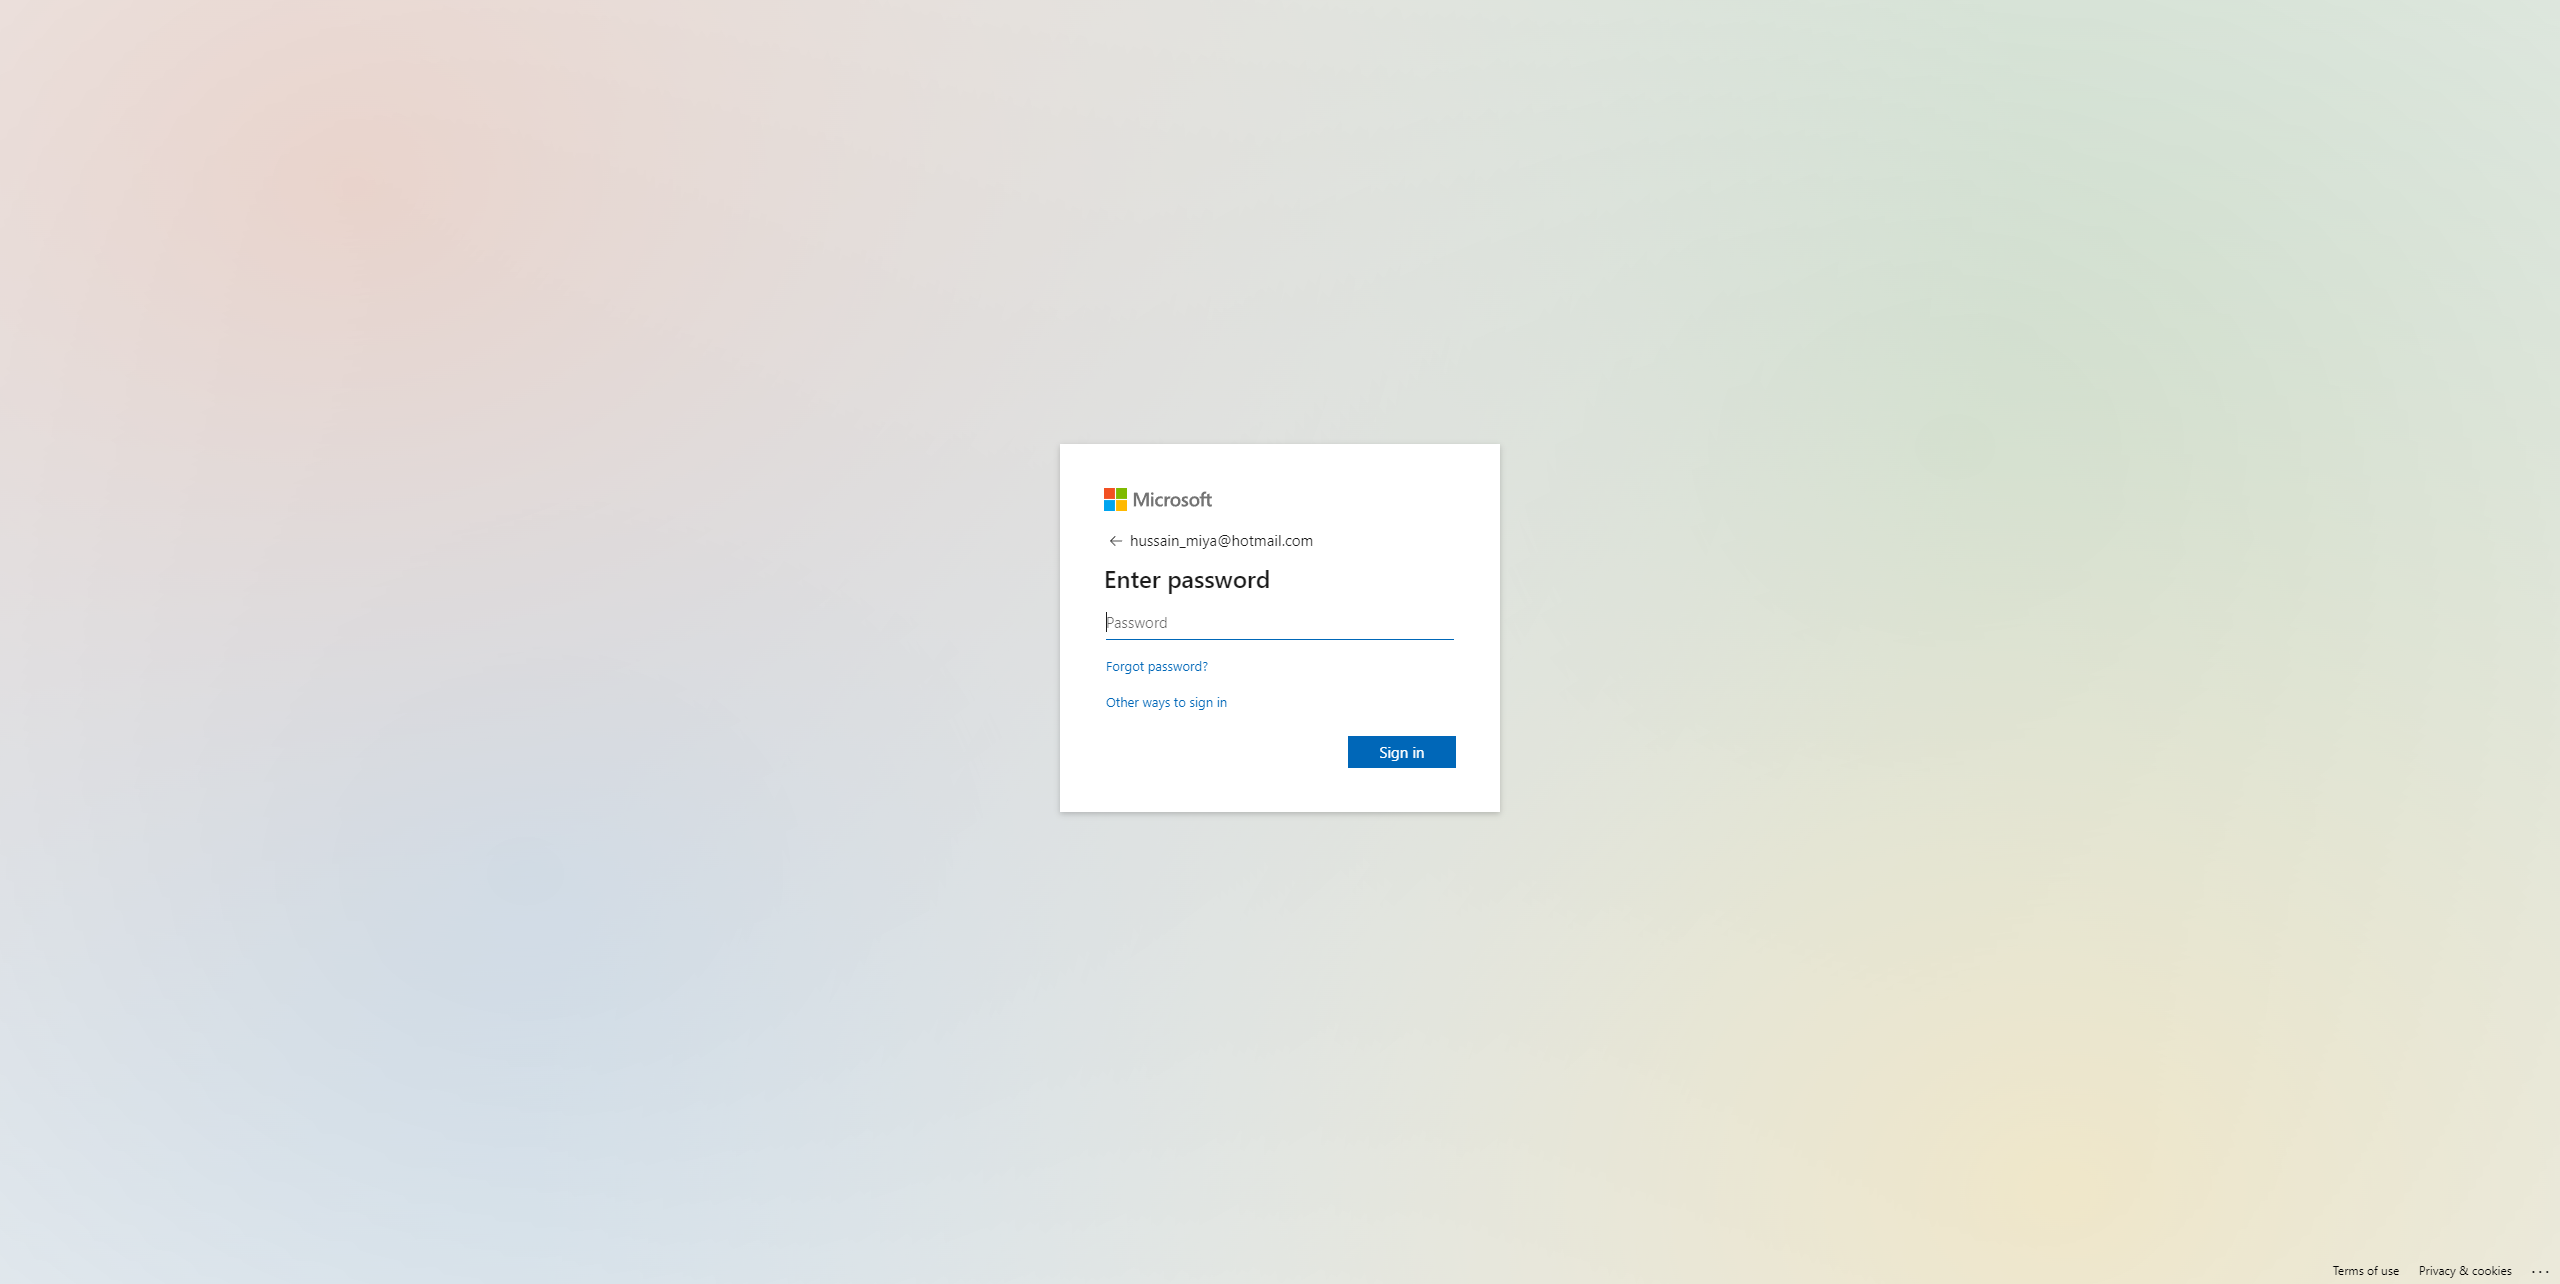 Microsoft
hussain_miya@hotmail.com
Enter password
Password
Forgot password?
Other ways to sign in
Sign in
Terms of use Privacy & cookies ...